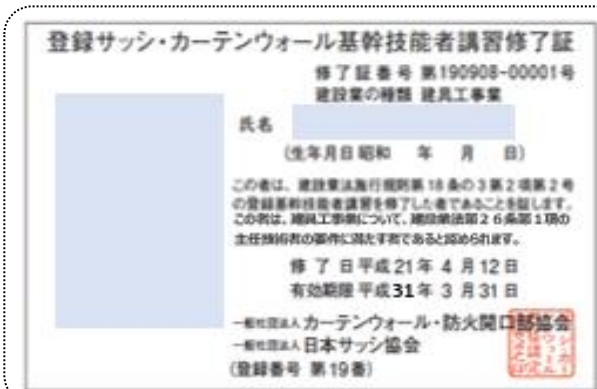 登録サッシ・カーテンウォール基幹技能者講習修了証
修了証番号 第190908-00001号
建設業の種類 建具工事業
氏名
(生年月日 昭和 年 月 日)
この者は、建設業法施行規則第18条の3第2項第2号
の登録基幹技能者講習を修了した者であることを証します。
この者は、建具工事業について、建設業法第26条第1項の
主任技術者の要件に満たす者であると認められます。
修了日 平成21年4月12日
有効期限 平成31年3月31日
一般社団法人 カーテンウォール・防火開口部協会
一般社団法人 日本サッシ協会
(登録番号 第19番)